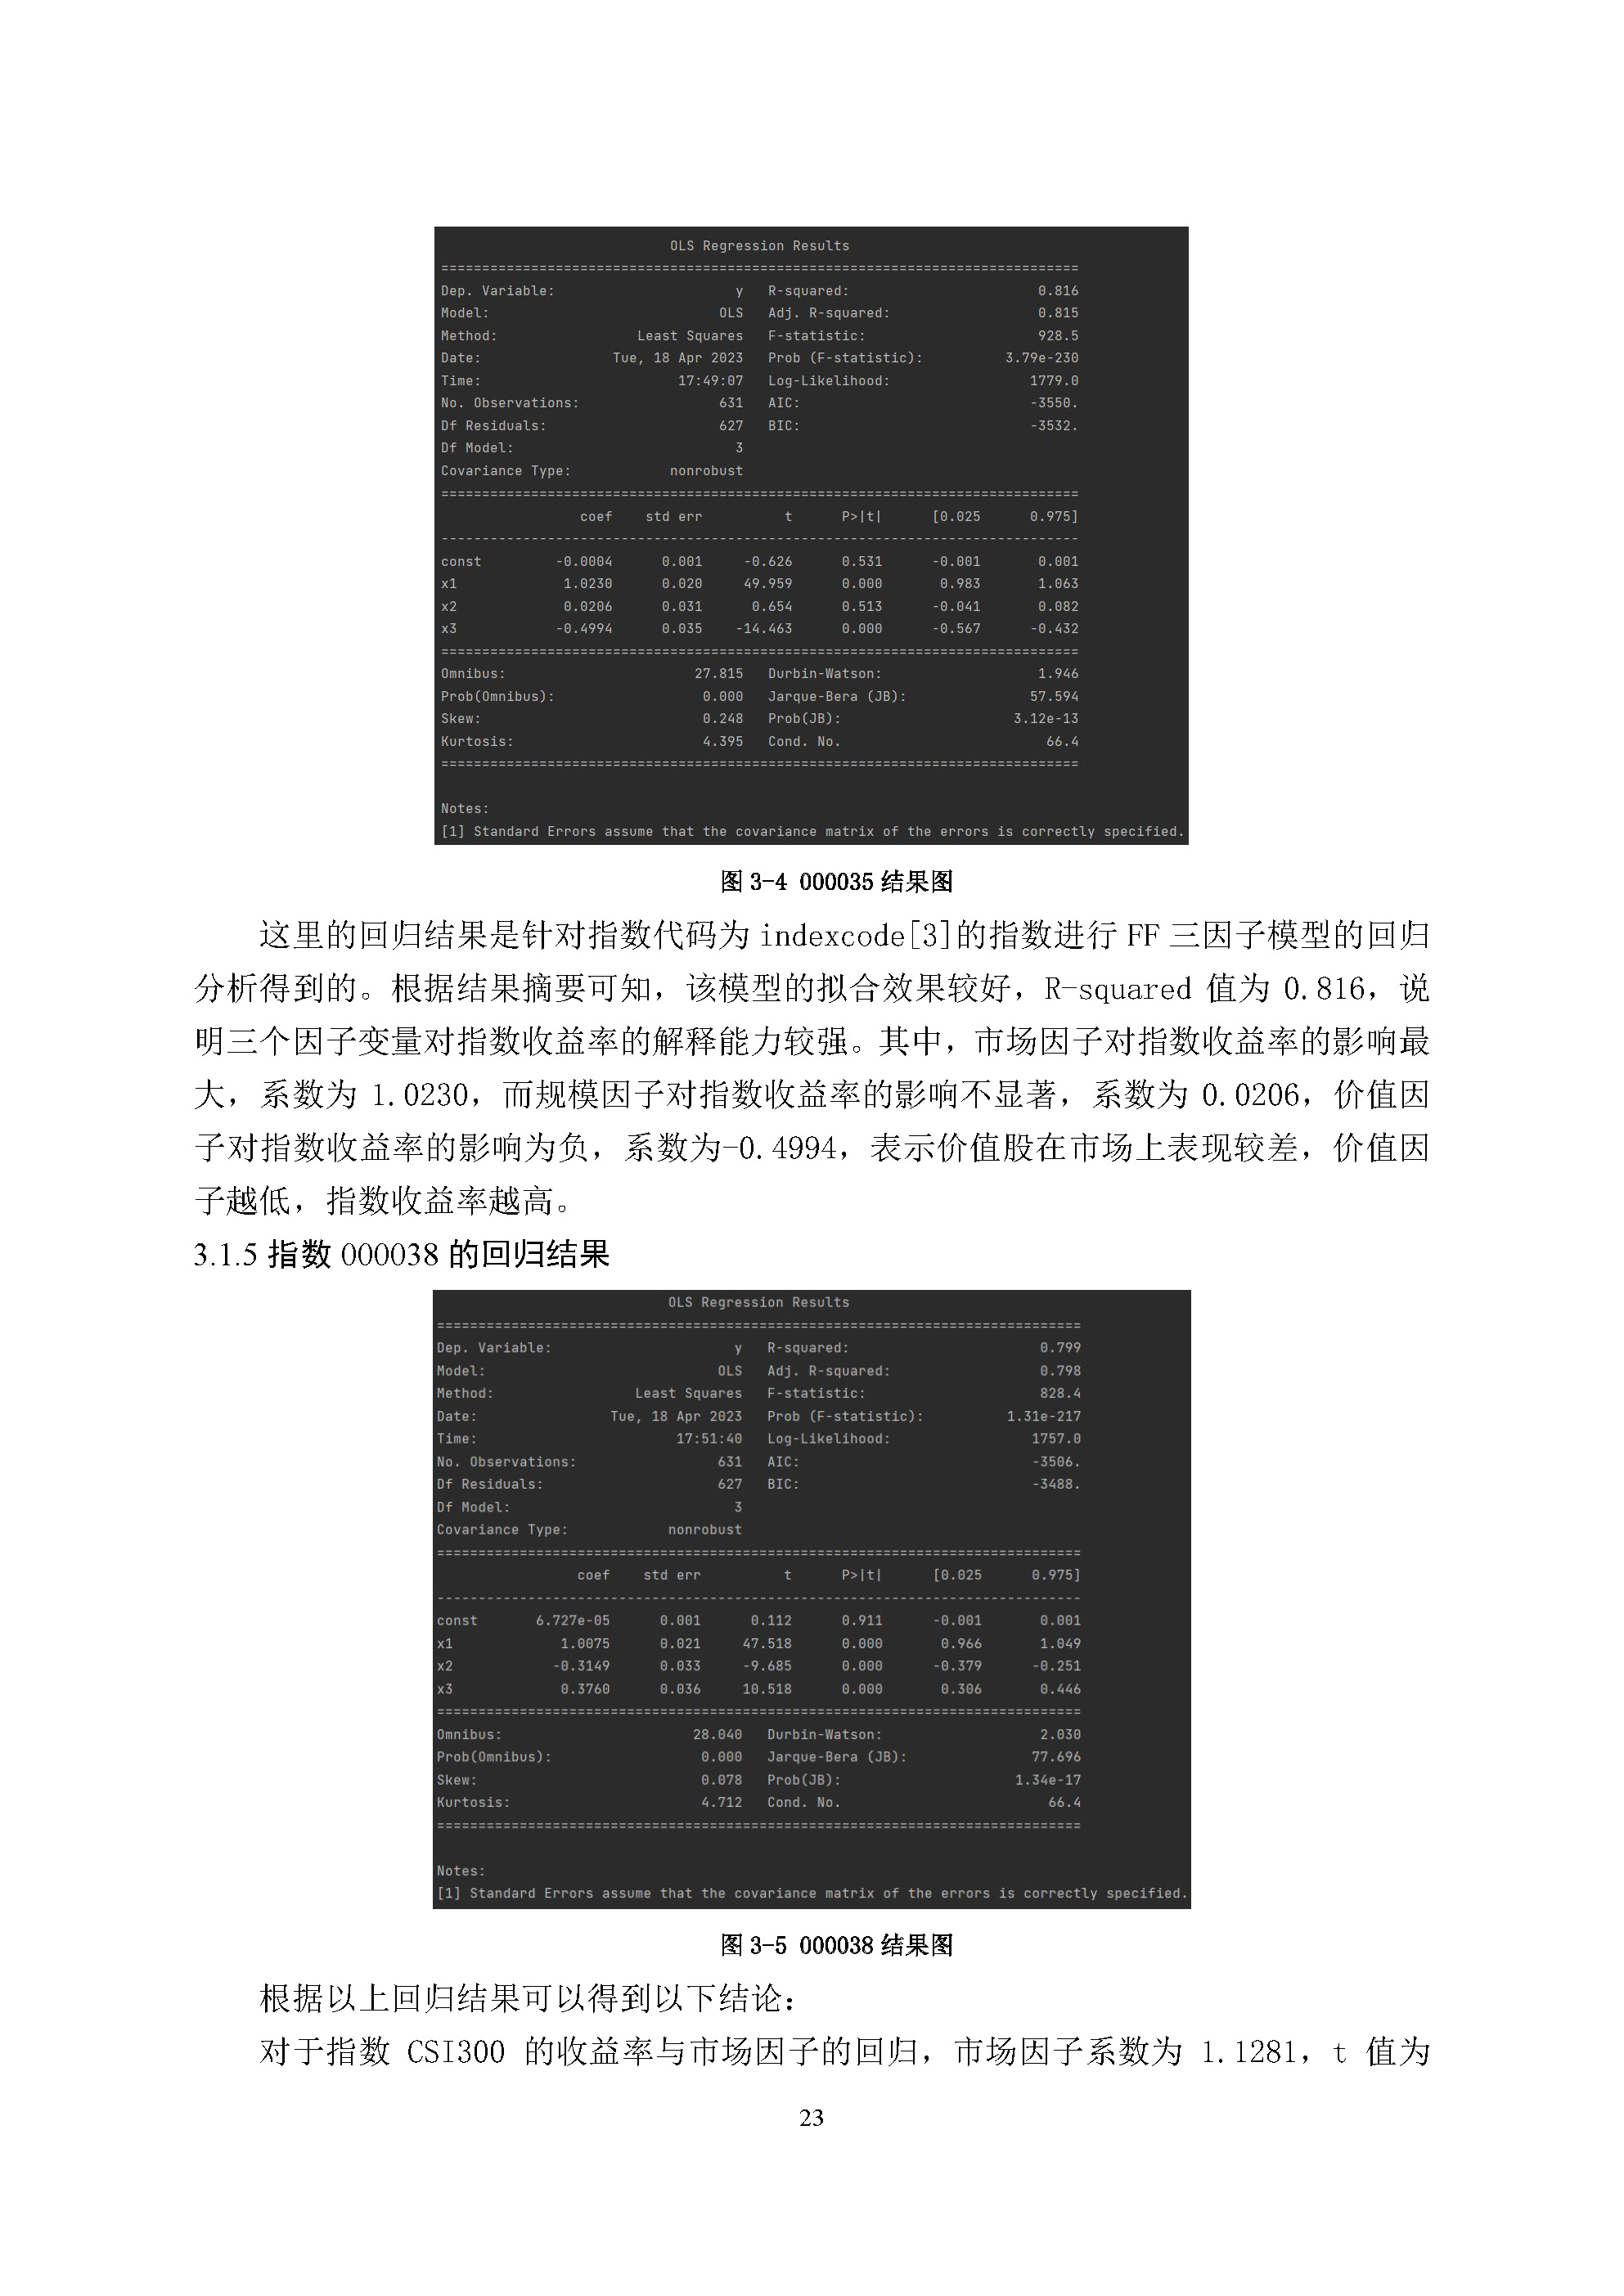 OLS Regression Results
==============================================================================
Dep. Variable: y R-squared: 0.816
Model: OLS Adj. R-squared: 0.815
Method: Least Squares F-statistic: 928.5
Date: Tue, 18 Apr 2023 Prob (F-statistic): 3.79e-230
Time: 17:49:07 Log-Likelihood: 1779.0
No. Observations: 631 AIC: -3550.
Df Residuals: 627 BIC: -3532.
Df Model: 3
Covariance Type: nonrobust
==============================================================================
coef std err t P>|t| [0.025 0.975]
------------------------------------------------------------------------------
const -0.0004 0.001 -0.626 0.531 -0.001 0.001
x1 1.0230 0.020 49.959 0.000 0.983 1.063
x2 0.0206 0.031 0.654 0.513 -0.041 0.082
x3 -0.4994 0.035 -14.463 0.000 -0.567 -0.432
==============================================================================
Omnibus: 27.815 Durbin-Watson: 1.946
Prob(Omnibus): 0.000 Jarque-Bera (JB): 57.594
Skew: 0.248 Prob(JB): 3.12e-13
Kurtosis: 4.395 Cond. No. 66.4
==============================================================================
Notes:
[1] Standard Errors assume that the covariance matrix of the errors is correctly specified.
图 3-4 000035 结果图
这里的回归结果是针对指数代码为 indexcode[3]的指数进行 FF 三因子模型的回归
分析得到的。根据结果摘要可知，该模型的拟合效果较好，R-squared 值为 0.816，说
明三个因子变量对指数收益率的解释能力较强。其中，市场因子对指数收益率的影响最
大，系数为 1.0230，而规模因子对指数收益率的影响不显著，系数为 0.0206，价值因
子对指数收益率的影响为负，系数为-0.4994，表示价值股在市场上表现较差，价值因
子越低，指数收益率越高。
3.1.5 指数 000038 的回归结果
OLS Regression Results
==============================================================================
Dep. Variable: y R-squared: 0.799
Model: OLS Adj. R-squared: 0.798
Method: Least Squares F-statistic: 828.4
Date: Tue, 18 Apr 2023 Prob (F-statistic): 1.31e-217
Time: 17:51:40 Log-Likelihood: 1757.0
No. Observations: 631 AIC: -3506.
Df Residuals: 627 BIC: -3488.
Df Model: 3
Covariance Type: nonrobust
==============================================================================
coef std err t P>|t| [0.025 0.975]
------------------------------------------------------------------------------
const 6.727e-05 0.001 0.112 0.911 -0.001 0.001
x1 1.0075 0.021 47.518 0.000 0.966 1.049
x2 -0.3149 0.033 -9.685 0.000 -0.379 -0.251
x3 0.3760 0.036 10.518 0.000 0.306 0.446
==============================================================================
Omnibus: 28.040 Durbin-Watson: 2.030
Prob(Omnibus): 0.000 Jarque-Bera (JB): 77.696
Skew: 0.078 Prob(JB): 1.34e-17
Kurtosis: 4.712 Cond. No. 66.4
==============================================================================
Notes:
[1] Standard Errors assume that the covariance matrix of the errors is correctly specified.
图 3-5 000038 结果图
根据以上回归结果可以得到以下结论：
对于指数 CSI300 的收益率与市场因子的回归，市场因子系数为 1.1281，t 值为
23